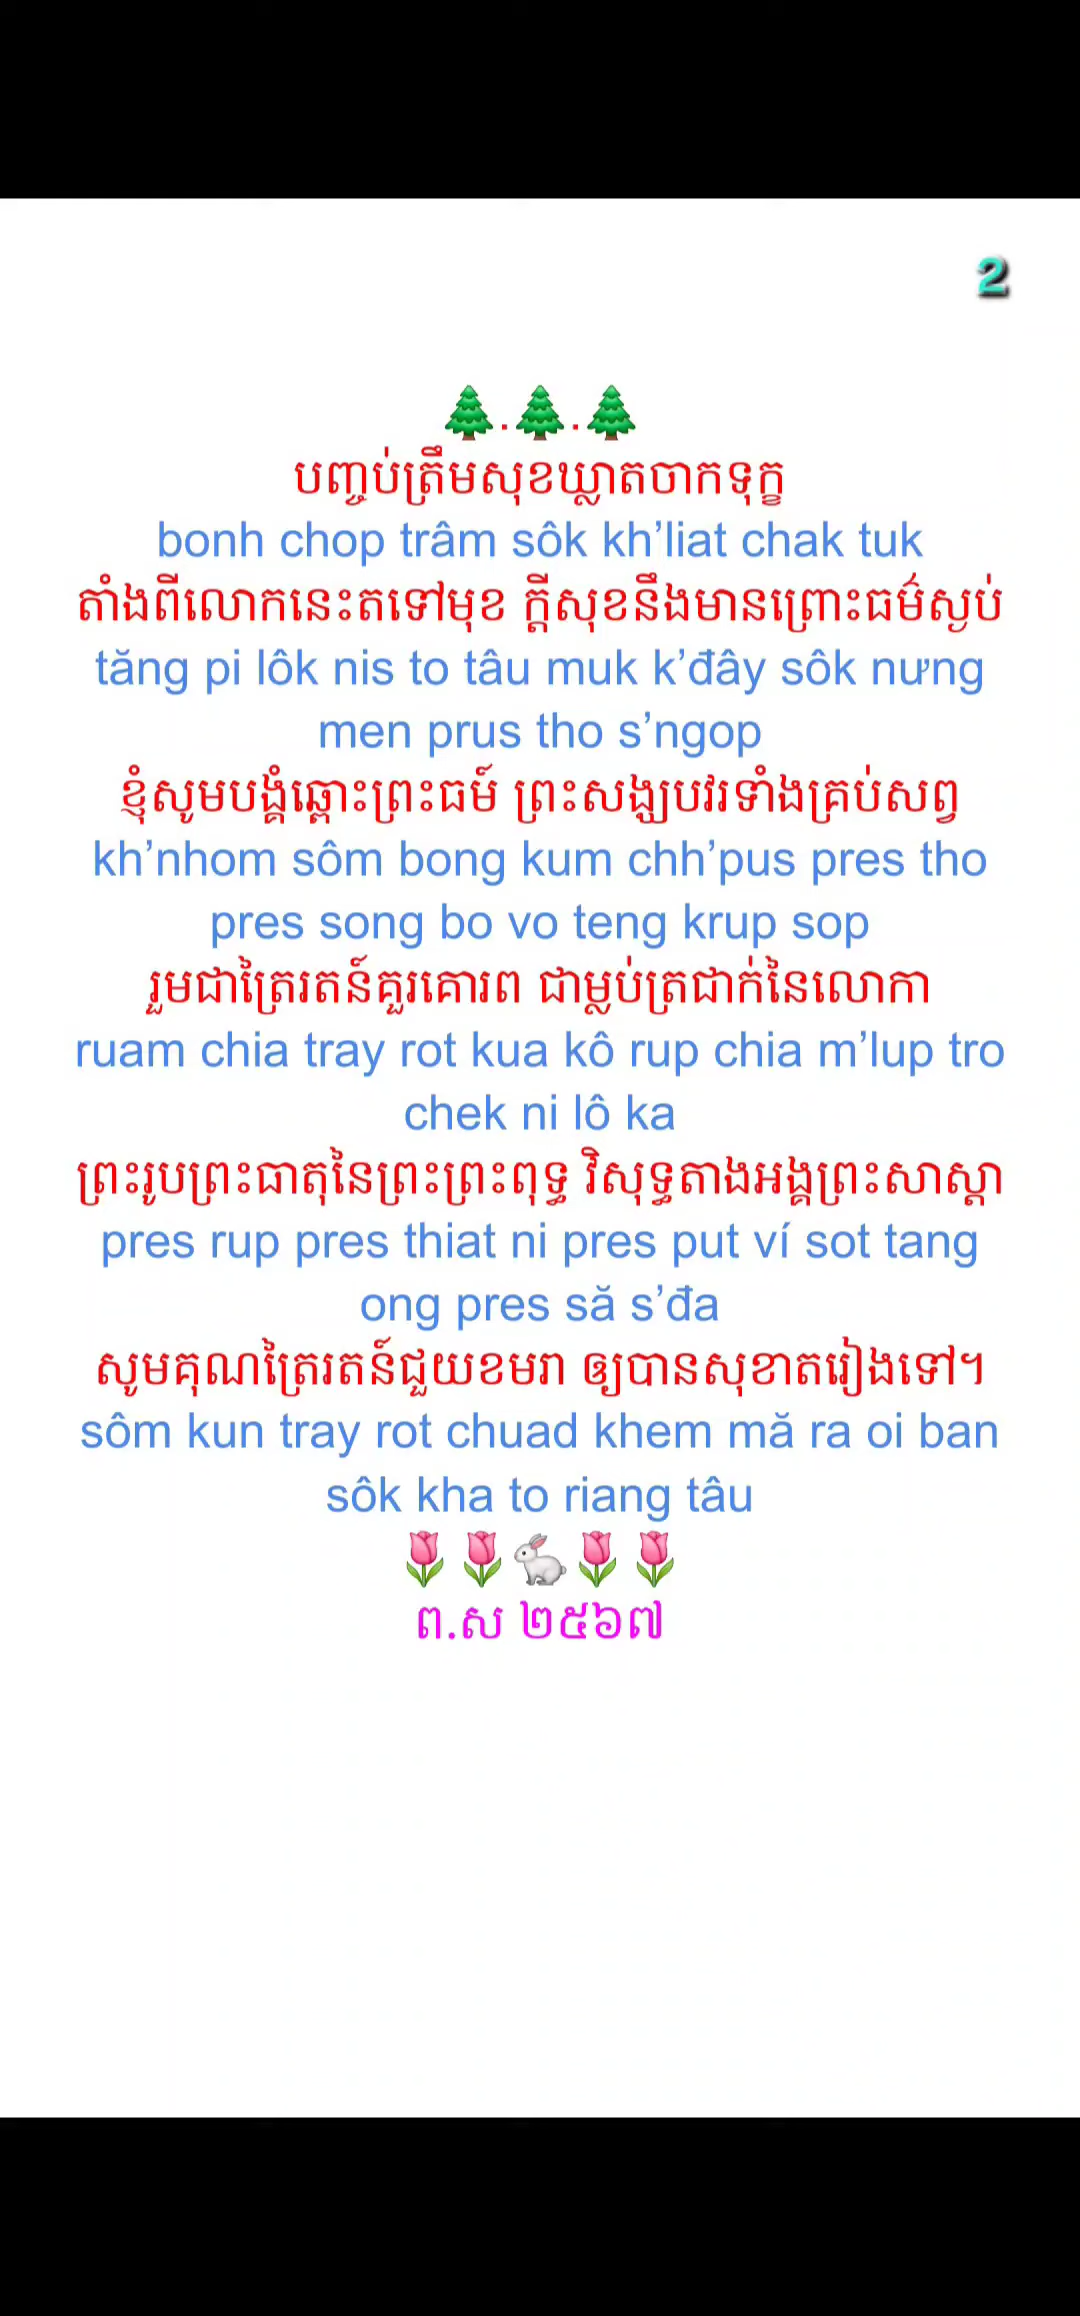 2
🌲.🌲.🌲
បញ្ចប់ត្រឹមសុខឃ្លាតចាកទុក្ខ
bonh chop trâm sôk kh’liat chak tuk
តាំងពីលោកនេះតទៅមុខ ក្តីសុខនឹងមានព្រោះធម៌ស្ងប់
tăng pi lôk nis to tâu muk k’đây sôk nưng
men prus tho s’ngop
ខ្ញុំសូមបង្គំឆ្ពោះព្រះធម៍ ព្រះសង្ឃបវរទាំងគ្រប់សព្វ
kh’nhom sôm bong kum chh’pus pres tho
pres song bo vo teng krup sop
រួមជាត្រៃរតន៍គួរគោរព ជាម្លប់ត្រជាក់នៃលោកា
ruam chia tray rot kua kô rup chia m’lup tro
chek ni lô ka
ព្រះរូបព្រះធាតុនៃព្រះព្រះពុទ្ធ វិសុទ្ធតាងអង្គព្រះសាស្តា
pres rup pres thiat ni pres put ví sot tang
ong pres să s’đa
សូមគុណត្រៃរតន៍ជួយខមរា ឲ្យបានសុខាតរៀងទៅ។
sôm kun tray rot chuad khem mă ra oi ban
sôk kha to riang tâu
🌷🌷🐇🌷🌷
ព.ស ២៥៦៧